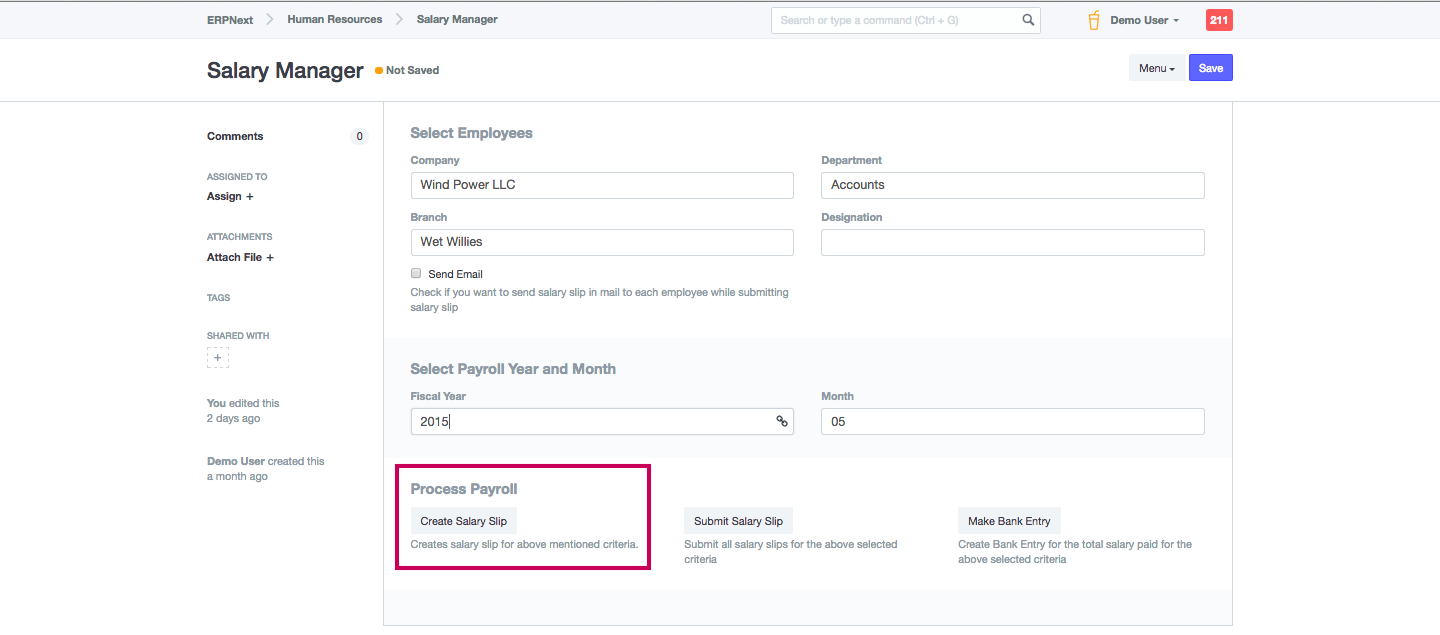 ERPNext Human Resources Salary Manager
Search or type a command (Ctrl + G)
Demo User
211
Salary Manager
Not Saved
Menu
Save
Comments 0
ASSIGNED TO
Assign +
ATTACHMENTS
Attach File +
TAGS
SHARED WITH
+
You edited this
2 days ago
Demo User created this
a month ago
Select Employees
Company
Wind Power LLC
Department
Accounts
Branch
Wet Willies
Designation
Send Email
Check if you want to send salary slip in mail to each employee while submitting
salary slip
Select Payroll Year and Month
Fiscal Year
2015
Month
05
Process Payroll
Create Salary Slip
Creates salary slip for above mentioned criteria.
Submit Salary Slip
Submit all salary slips for the above selected
criteria
Make Bank Entry
Create Bank Entry for the total salary paid for the
above selected criteria